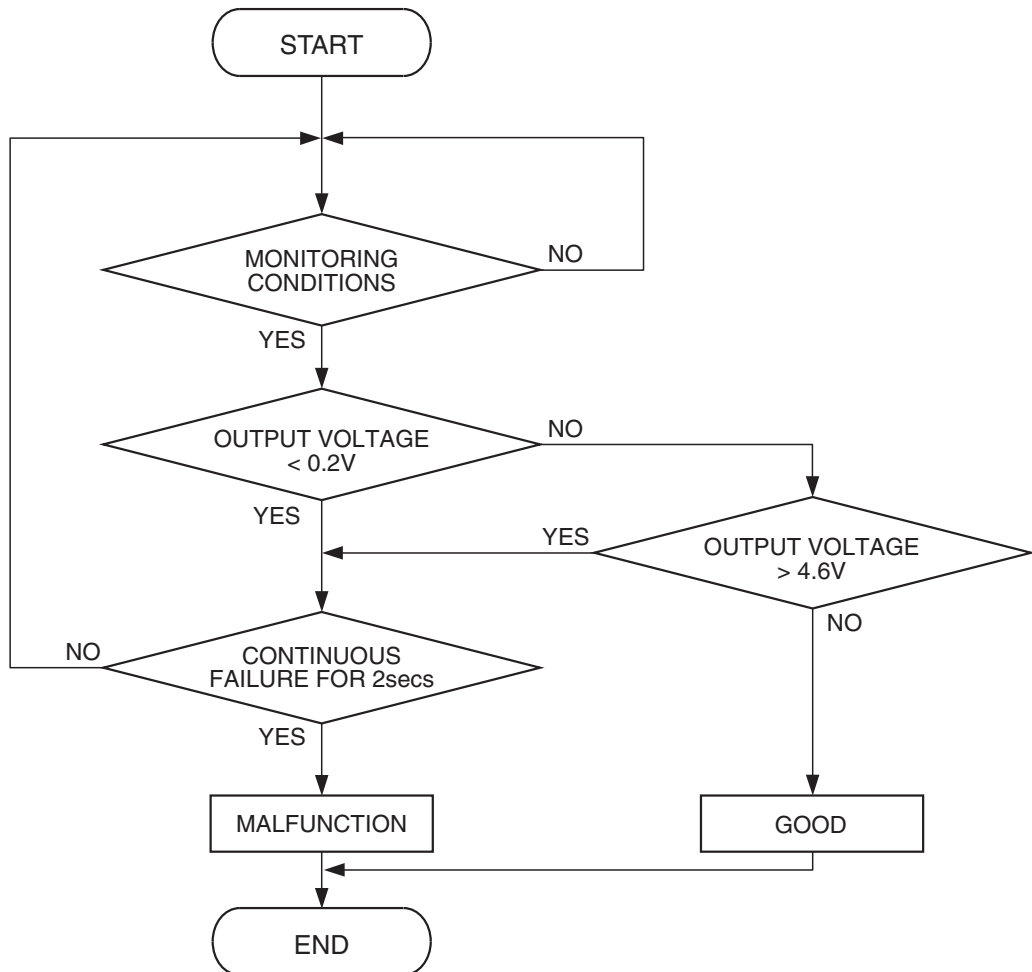 START
MONITORING
CONDITIONS
NO
YES
OUTPUT VOLTAGE
< 0.2V
NO
YES
YES
OUTPUT VOLTAGE
> 4.6V
NO
NO
CONTINUOUS
FAILURE FOR 2secs
YES
MALFUNCTION
GOOD
END